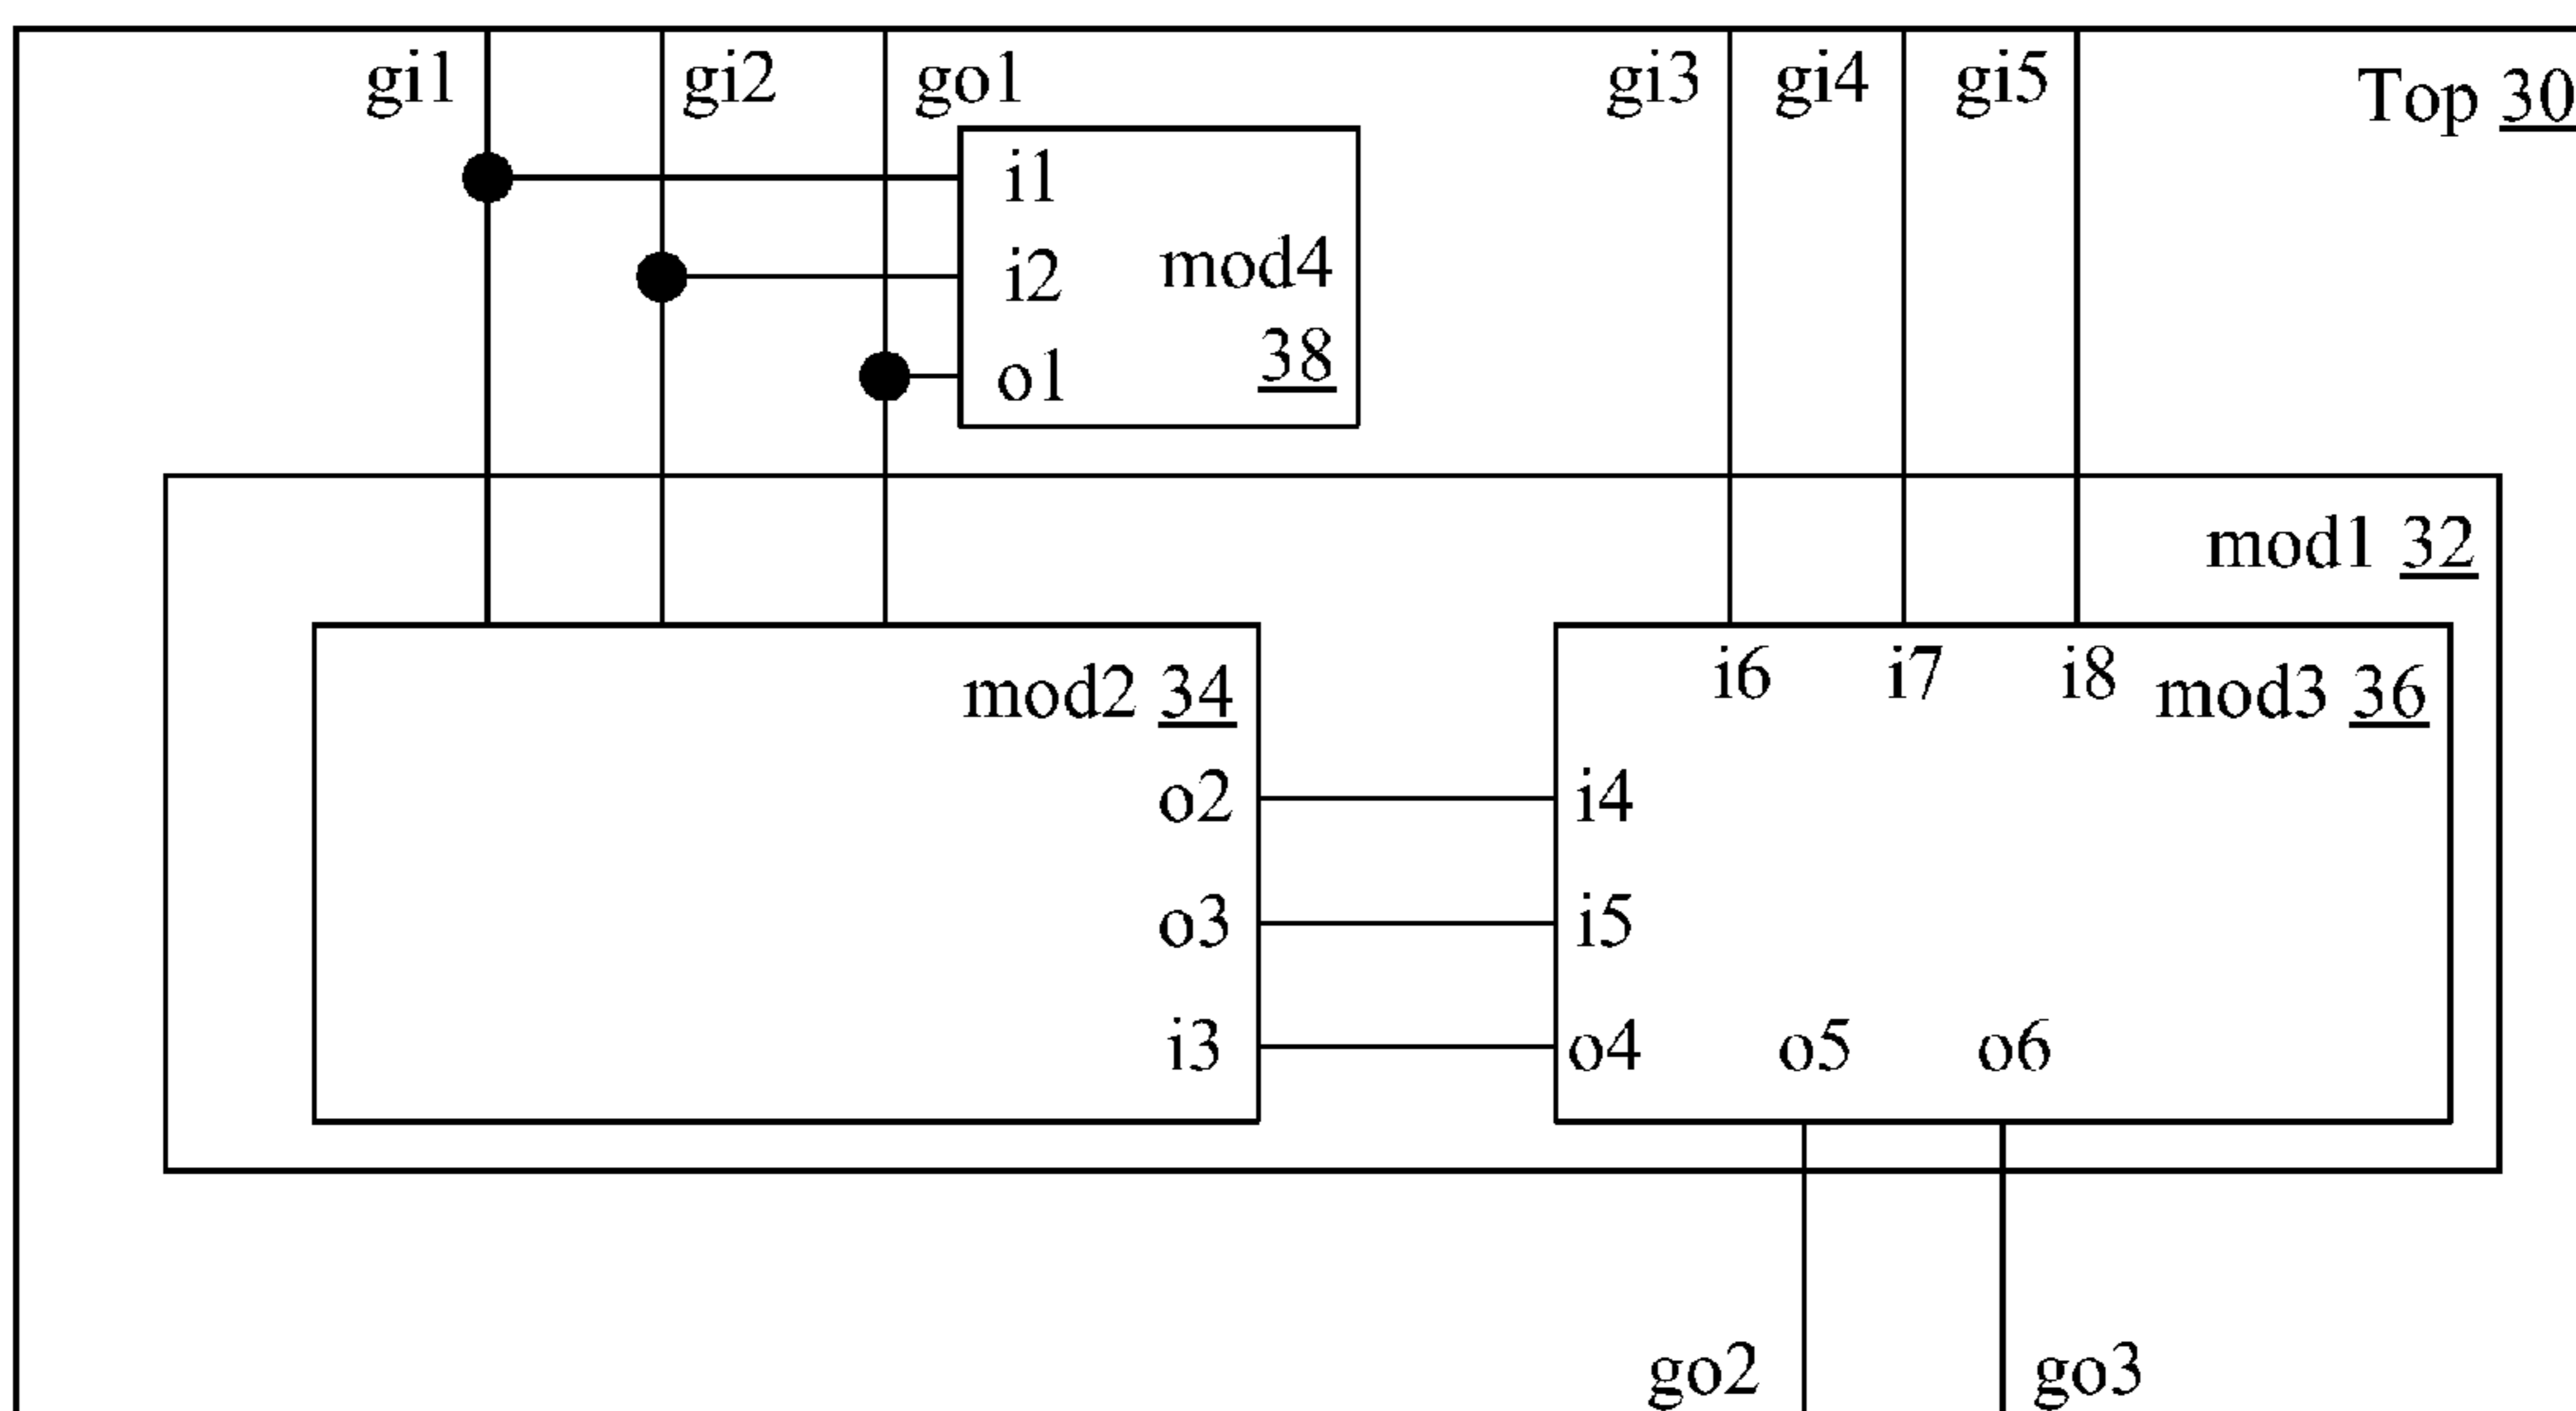 gi1 gi2 go1 gi3 gi4 gi5 Top 30
i1
i2 mod4
38
o1
mod1 32
mod2 34
i6 i7 i8 mod3 36
o2 i4
o3 i5
i3 o4 o5 o6
go2 go3